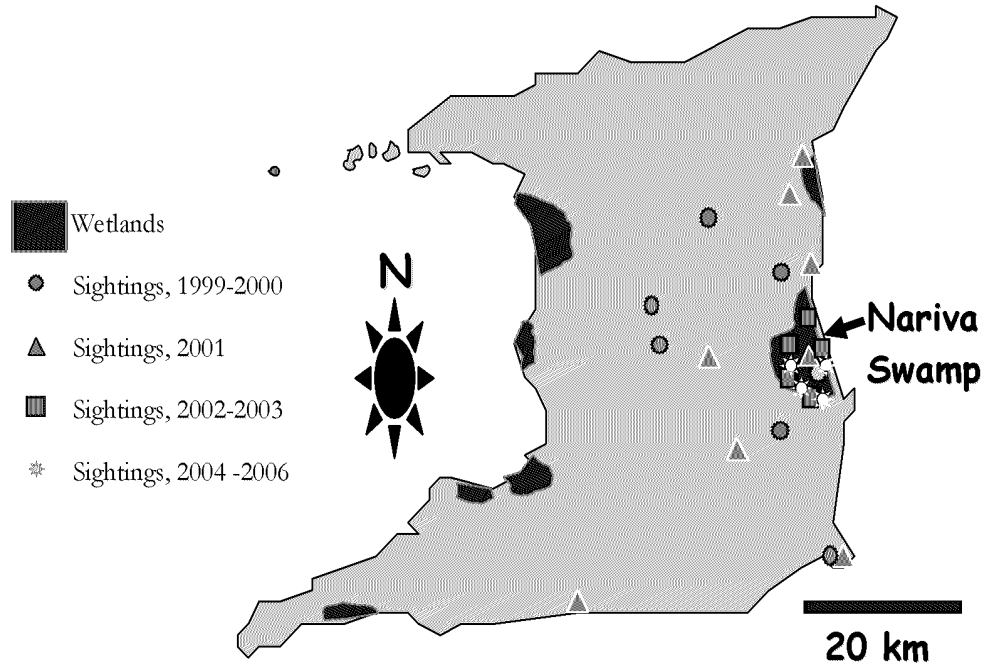 Wetlands
Sightings, 1999-2000
N
Sightings, 2001
Nariva
Swamp
Sightings, 2002-2003
Sightings, 2004 -2006
20 km